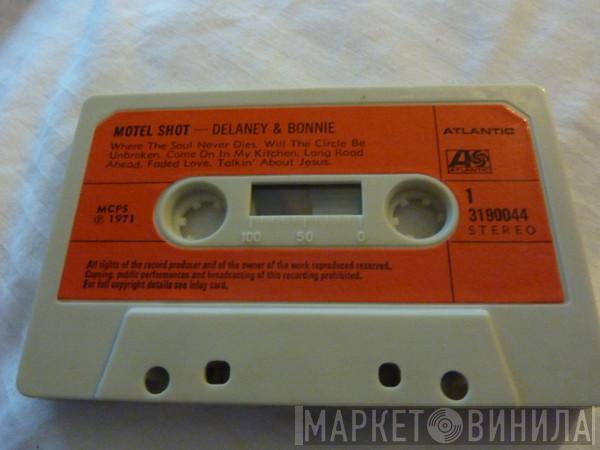 MOTEL SHOT — DELANEY & BONNIE
Where The Soul Never Dies, Will The Circle Be
Unbroken, Come On In My Kitchen, Long Road
Ahead, Faded Love, Talkin' About Jesus.
ATLANTIC
ATLANTIC
MCPS
℗ 1971
100 50 0
1
3190044
STEREO
All rights of the record producer and of the owner of the work reproduced reserved.
Copying, public performances and broadcasting of this recording prohibited.
For full copyright details see inlay card.
МАРКЕТ ВИНИЛА